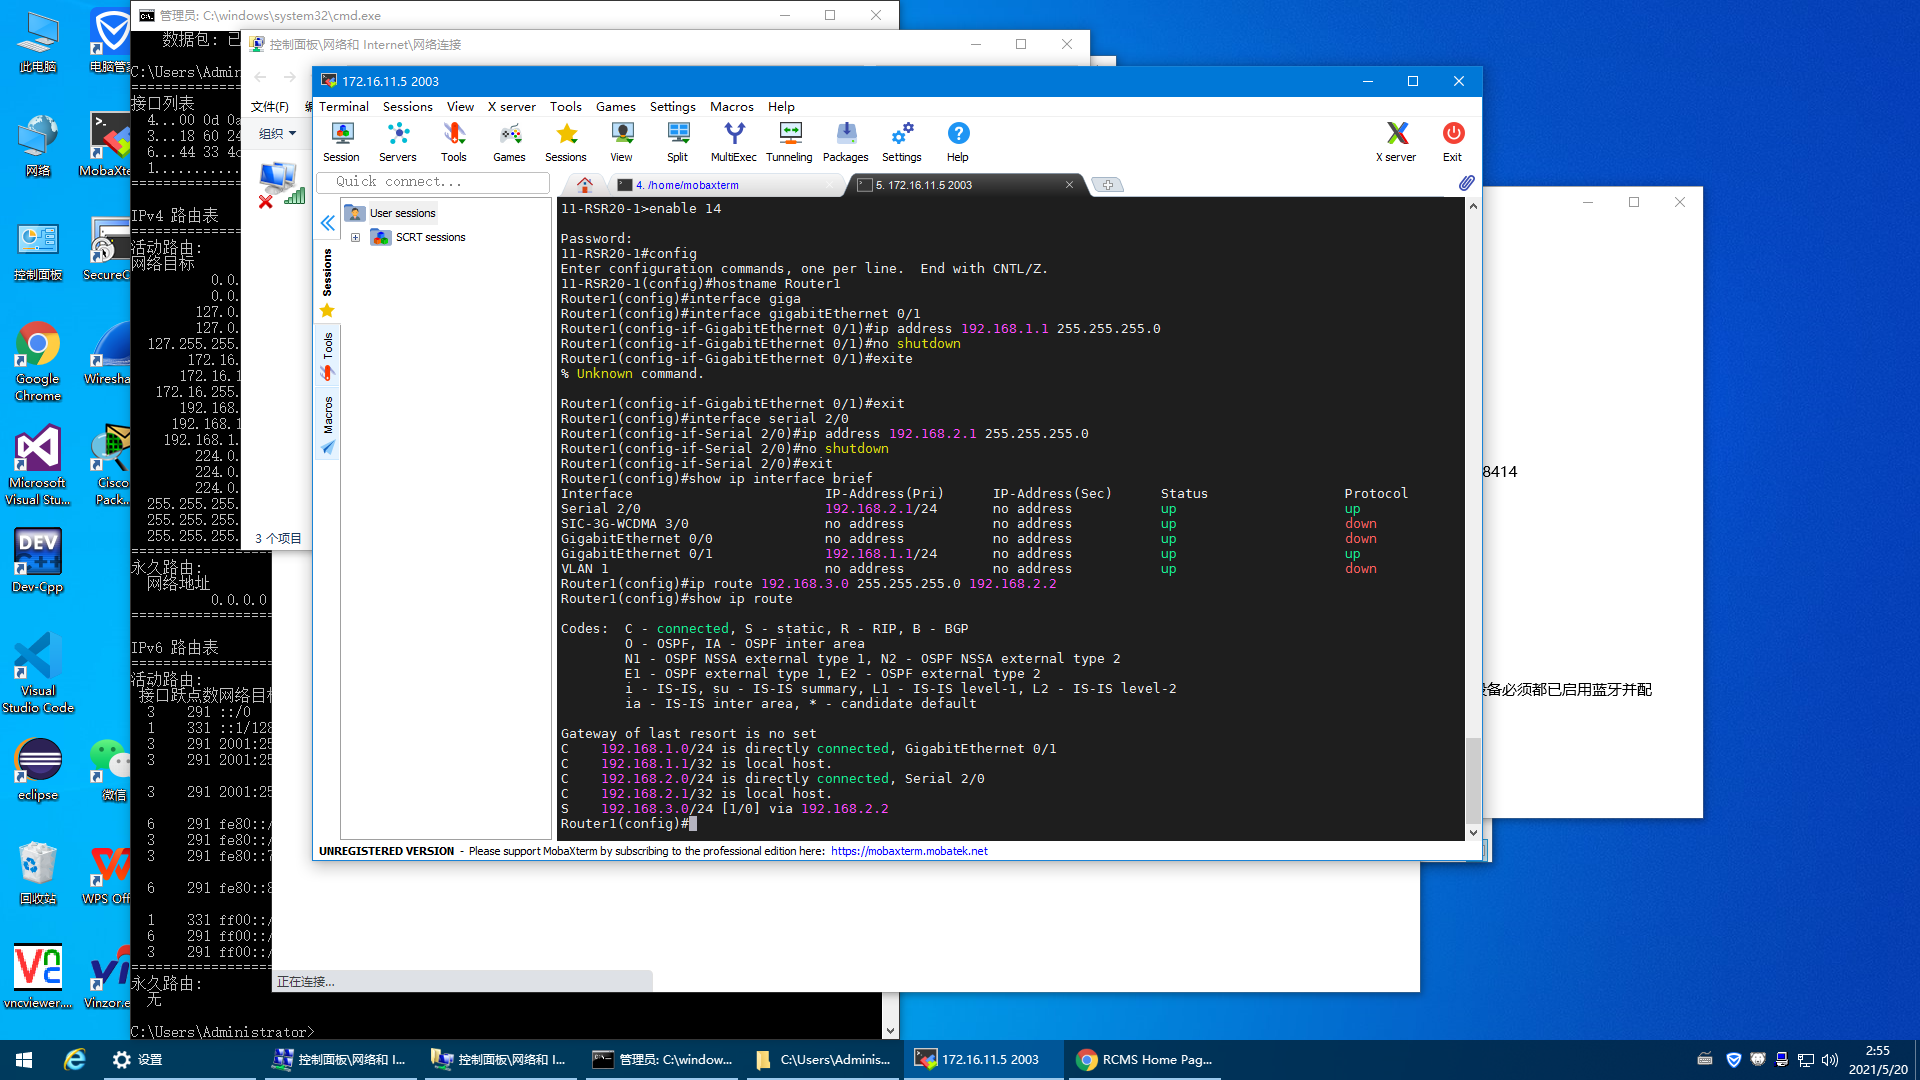 管理员: C:\windows\system32\cmd.exe
数据包: 已
C:\Users\Admin
接口列表
4...00 0d 0a
3...18 60 24
6...44 33 4c
1...........
IPv4 路由表
活动路由:
网络目标
0.0.
0.0.
127.0.
127.0.
127.255.255.
172.16.
172.16.1
172.16.255.
192.168.
192.168.1
192.168.1.
224.0.
224.0.
224.0.
255.255.255.
255.255.255.
255.255.255.
永久路由:
网络地址
0.0.0.0
IPv6 路由表
活动路由:
接口跃点数网络目标
3 291 ::/0
1 331 ::1/128
3 291 2001:25
3 291 2001:25
3 291 2001:25
6 291 fe80::/
3 291 fe80::/
3 291 fe80::7
6 291 fe80::8
1 331 ff00::/
6 291 ff00::/
3 291 ff00::/
永久路由:
无
C:\Users\Administrator>
控制面板\网络和 Internet\网络连接
文件(F)
组织
3 个项目
172.16.11.5 2003
Terminal Sessions View X server Tools Games Settings Macros Help
Session Servers Tools Games Sessions View Split MultiExec Tunneling Packages Settings Help X server Exit
Quick connect...
4. /home/mobaxterm
5. 172.16.11.5 2003
User sessions
SCRT sessions
Sessions
Tools
Macros
11-RSR20-1>enable 14
Password:
11-RSR20-1#config
Enter configuration commands, one per line.  End with CNTL/Z.
11-RSR20-1(config)#hostname Router1
Router1(config)#interface giga
Router1(config)#interface gigabitEthernet 0/1
Router1(config-if-GigabitEthernet 0/1)#ip address 192.168.1.1 255.255.255.0
Router1(config-if-GigabitEthernet 0/1)#no shutdown
Router1(config-if-GigabitEthernet 0/1)#exite
% Unknown command.
Router1(config-if-GigabitEthernet 0/1)#exit
Router1(config)#interface serial 2/0
Router1(config-if-Serial 2/0)#ip address 192.168.2.1 255.255.255.0
Router1(config-if-Serial 2/0)#no shutdown
Router1(config-if-Serial 2/0)#exit
Router1(config)#show ip interface brief
Interface IP-Address(Pri) IP-Address(Sec) Status Protocol
Serial 2/0 192.168.2.1/24 no address up up
SIC-3G-WCDMA 3/0 no address no address up down
GigabitEthernet 0/0 no address no address up down
GigabitEthernet 0/1 192.168.1.1/24 no address up up
VLAN 1 no address no address up down
Router1(config)#ip route 192.168.3.0 255.255.255.0 192.168.2.2
Router1(config)#show ip route
Codes:  C - connected, S - static, R - RIP, B - BGP
O - OSPF, IA - OSPF inter area
N1 - OSPF NSSA external type 1, N2 - OSPF NSSA external type 2
E1 - OSPF external type 1, E2 - OSPF external type 2
i - IS-IS, su - IS-IS summary, L1 - IS-IS level-1, L2 - IS-IS level-2
ia - IS-IS inter area, * - candidate default
Gateway of last resort is no set
C 192.168.1.0/24 is directly connected, GigabitEthernet 0/1
C 192.168.1.1/32 is local host.
C 192.168.2.0/24 is directly connected, Serial 2/0
C 192.168.2.1/32 is local host.
S 192.168.3.0/24 [1/0] via 192.168.2.2
Router1(config)#
UNREGISTERED VERSION - Please support MobaXterm by subscribing to the professional edition here: https://mobaxterm.mobatek.net
8414
设备必须都已启用蓝牙并配
正在连接...
此电脑
电脑管家
网络
MobaXte
控制面板
SecureC
Google Chrome
Wiresha
Microsoft Visual Stu...
Cisco Pack..
Dev-Cpp
Visual Studio Code
eclipse
微信
回收站
WPS Off
vncviewer....
Vinzor.e
设置
控制面板\网络和 I...
控制面板\网络和 I...
管理员: C:\window...
C:\Users\Adminis...
172.16.11.5 2003
RCMS Home Pag...
2:55
2021/5/20